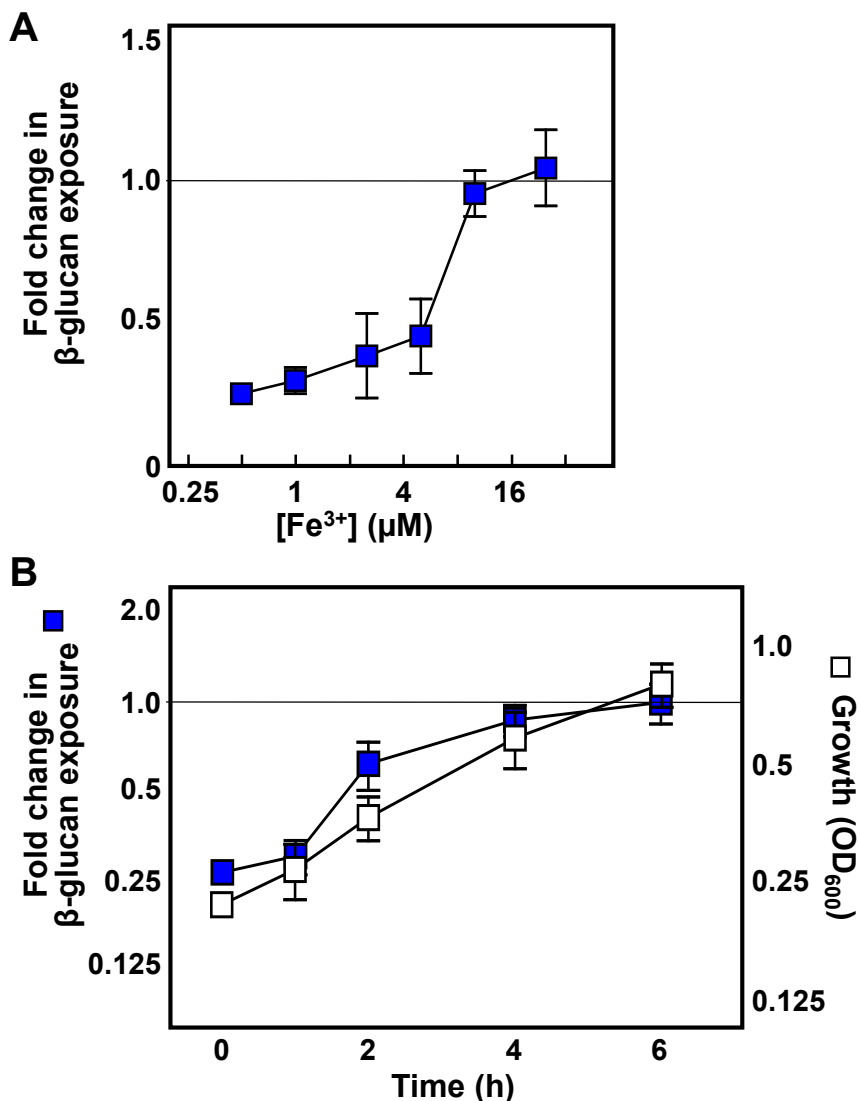 A
Fold change in
β-glucan exposure
1.5
1.0
0.5
0
0.25 1 4 16
[Fe³⁺] (µM)
B
Fold change in
β-glucan exposure
2.0
1.0
0.5
0.25
0.125
1.0
0.5
0.25
0.125
Growth (OD₆₀₀)
0 2 4 6
Time (h)